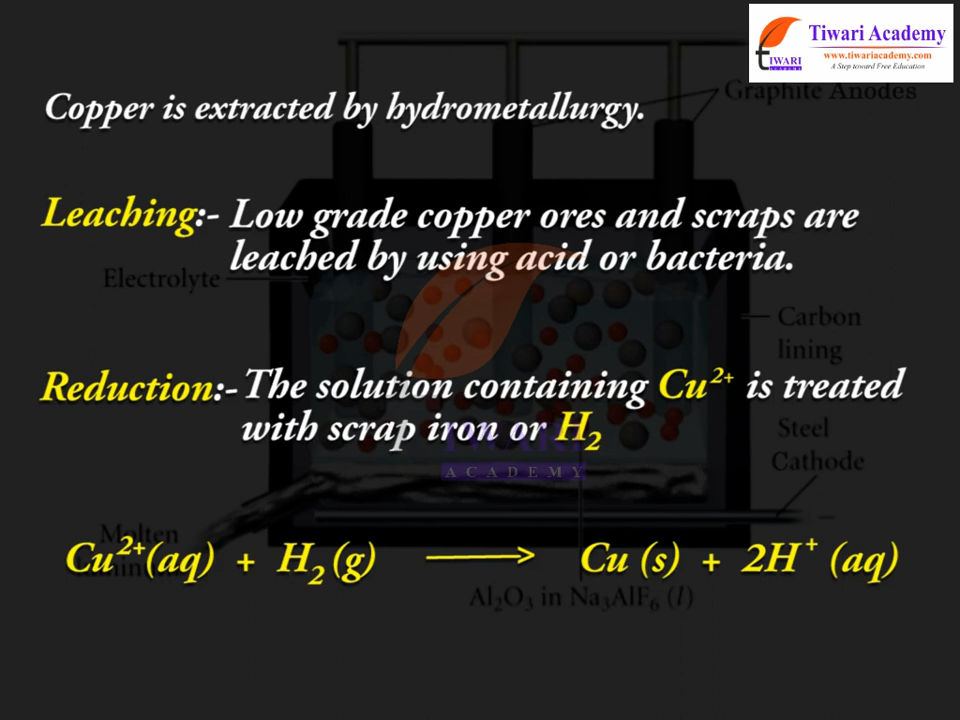 Tiwari Academy
www.tiwariacademy.com
A Step toward Free Education
TIWARI
ACADEMY
Graphite Anodes
Copper is extracted by hydrometallurgy.
Leaching:- Low grade copper ores and scraps are
leached by using acid or bacteria.
Electrolyte
Carbon
lining
Reduction:- The solution containing Cu²⁺ is treated
with scrap iron or H₂
Steel
Cathode
TIWARI
ACADEMY
Molten
Cu²⁺(aq) + H₂(g) ⟶ Cu (s) + 2H⁺ (aq)
Al₂O₃ in Na₃AlF₆ (l)